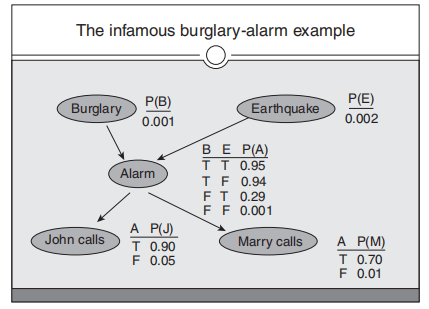 The infamous burglary-alarm example
Burglary
P(B)
0.001
Earthquake
P(E)
0.002
Alarm
B E P(A)
T T 0.95
T F 0.94
F T 0.29
F F 0.001
John calls
A P(J)
T 0.90
F 0.05
Marry calls
A P(M)
T 0.70
F 0.01